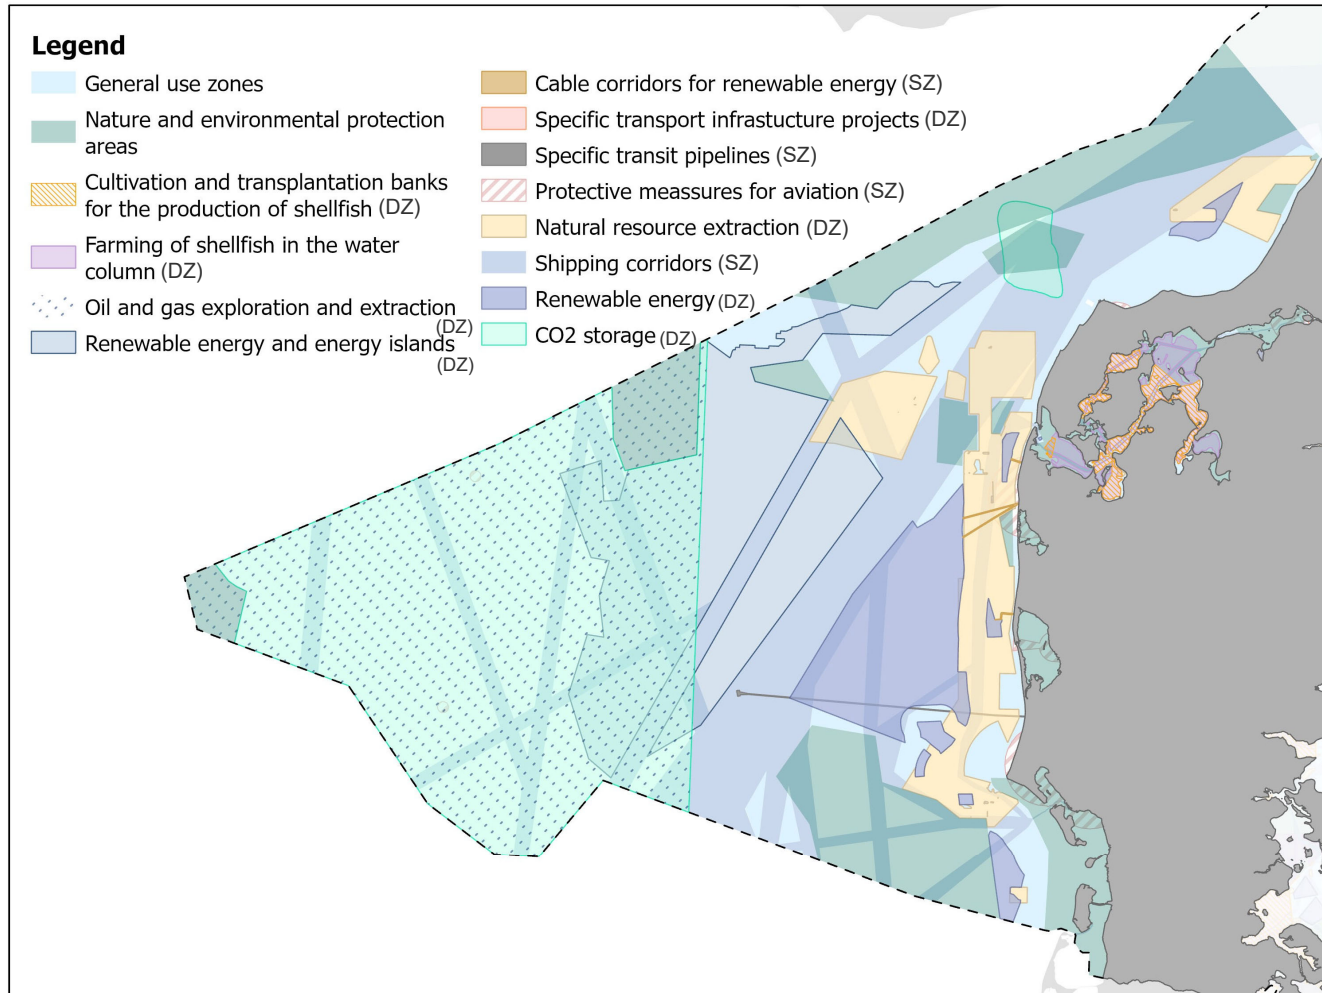 Legend
General use zones
Nature and environmental protection
areas
Cultivation and transplantation banks
for the production of shellfish (DZ)
Farming of shellfish in the water
column (DZ)
Oil and gas exploration and extraction
(DZ)
Renewable energy and energy islands
(DZ)
Cable corridors for renewable energy (SZ)
Specific transport infrastucture projects (DZ)
Specific transit pipelines (SZ)
Protective meassures for aviation (SZ)
Natural resource extraction (DZ)
Shipping corridors (SZ)
Renewable energy (DZ)
CO2 storage (DZ)